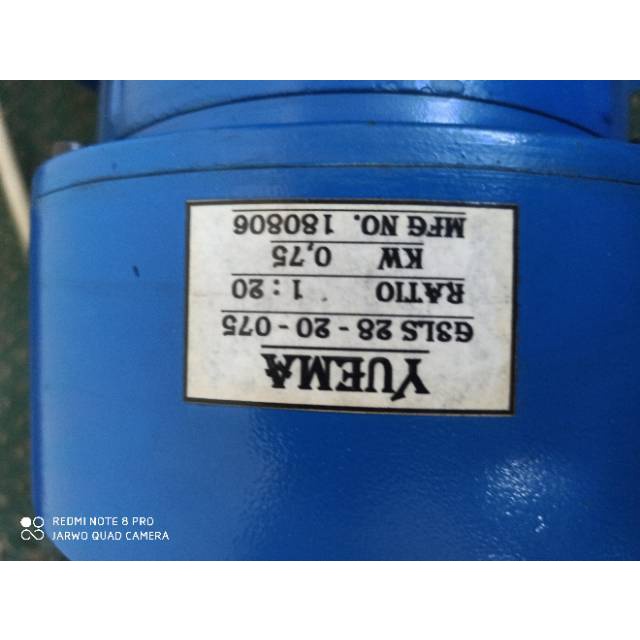 YUEMA
G3LS 28 - 20 - 075
RATIO 1 : 20
KW 0,75
MFG NO. 180806
REDMI NOTE 8 PRO
JARWO QUAD CAMERA